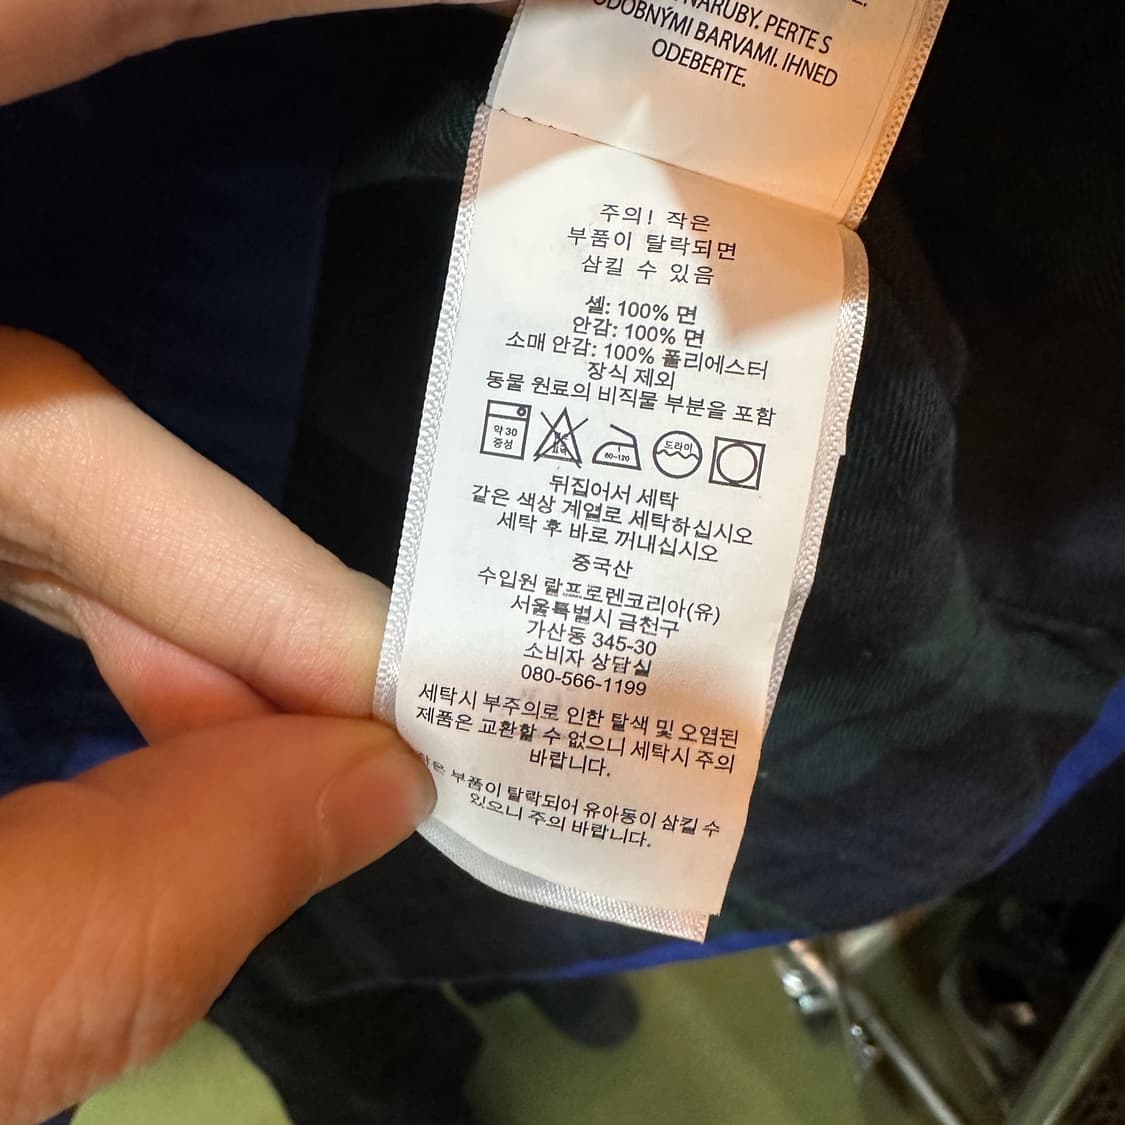 NARUBY. PERTE S
ODOBNÝMI BARVAMI. IHNED
ODEBERTE.
주의! 작은
부품이 탈락되면
삼킬 수 있음
셸: 100% 면
안감: 100% 면
소매 안감: 100% 폴리에스터
장식 제외
동물 원료의 비직물 부분을 포함
약 30
중성
60~120
드라이
뒤집어서 세탁
같은 색상 계열로 세탁하십시오
세탁 후 바로 꺼내십시오
중국산
수입원 랄프로렌코리아(유)
서울특별시 금천구
가산동 345-30
소비자 상담실
080-566-1199
세탁시 부주의로 인한 탈색 및 오염된
제품은 교환할 수 없으니 세탁시 주의
바랍니다.
부품이 탈락되어 유아동이 삼킬 수
있으니 주의 바랍니다.